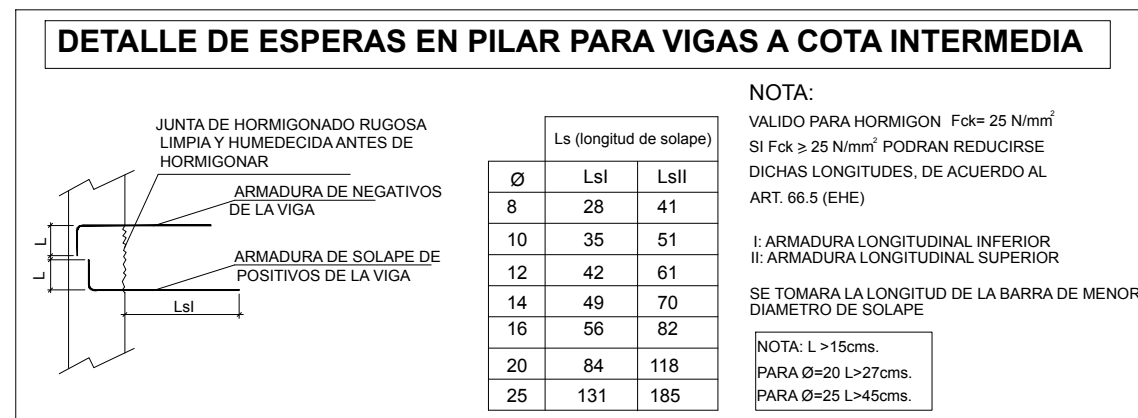 DETALLE DE ESPERAS EN PILAR PARA VIGAS A COTA INTERMEDIA
JUNTA DE HORMIGONADO RUGOSA
LIMPIA Y HUMEDECIDA ANTES DE
HORMIGONAR
ARMADURA DE NEGATIVOS
DE LA VIGA
ARMADURA DE SOLAPE DE
POSITIVOS DE LA VIGA
L
L
LsI
Ls (longitud de solape)
Ø LsI LsII
8 28 41
10 35 51
12 42 61
14 49 70
16 56 82
20 84 118
25 131 185
NOTA:
VALIDO PARA HORMIGON Fck= 25 N/mm²
SI Fck ≥ 25 N/mm² PODRAN REDUCIRSE
DICHAS LONGITUDES, DE ACUERDO AL
ART. 66.5 (EHE)
I: ARMADURA LONGITUDINAL INFERIOR
II: ARMADURA LONGITUDINAL SUPERIOR
SE TOMARA LA LONGITUD DE LA BARRA DE MENOR
DIAMETRO DE SOLAPE
NOTA: L >15cms.
PARA Ø=20 L>27cms.
PARA Ø=25 L>45cms.